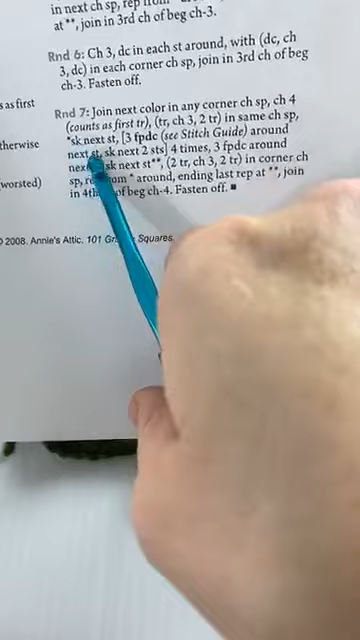 in next ch sp, rep
at**, join in 3rd ch of beg ch-3.
Rnd 6: Ch 3, dc in each st around, with (dc, ch
3, dc) in each corner ch sp, join in 3rd ch of beg
ch-3. Fasten off.
s as first
Rnd 7: Join next color in any corner ch sp, ch 4
(counts as first tr), (tr, ch 3, 2 tr) in same ch sp,
therwise
*sk next st, [3 fpdc (see Stitch Guide) around
next st, sk next 2 sts] 4 times, 3 fpdc around
sk next st**, (2 tr, ch 3, 2 tr) in corner ch
(worsted)
sp, * around, ending last rep at **, join
in 4th of beg ch-4. Fasten off. ■
2008. Annie's Attic. 101 Squares.